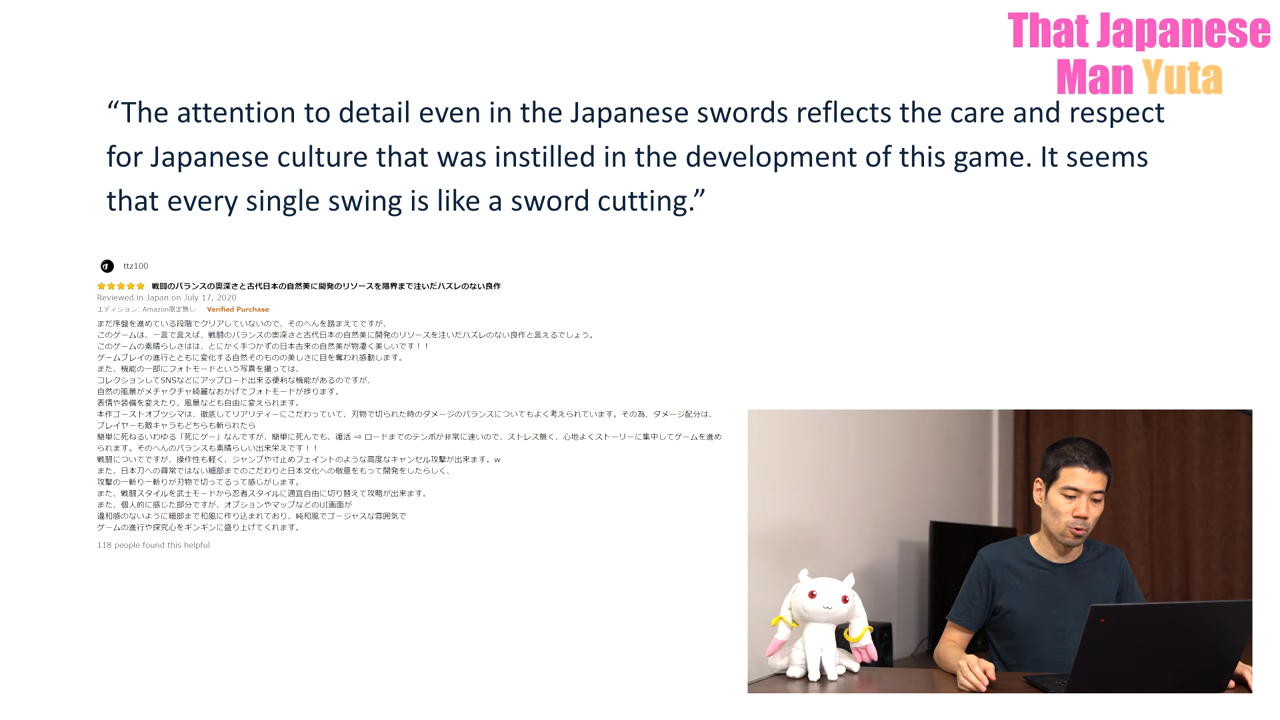 That Japanese
Man Yuta
“The attention to detail even in the Japanese swords reflects the care and respect
for Japanese culture that was instilled in the development of this game. It seems
that every single swing is like a sword cutting.”
ttz100
戦闘のバランスの奥深さと古代日本の自然美に開発のリソースを限界まで注いだハズレのない良作
Reviewed in Japan on July 17, 2020
エディション: Amazon限定無し Verified Purchase
まだ序盤を進めている段階でクリアしていないので、そのへんを踏まえてですが、
このゲームは、一言で言えば、戦闘のバランスの奥深さと古代日本の自然美に開発のリソースを注いだハズレのない良作と言えるでしょう。
このゲームの素晴らしさはは、とにかく手つかずの日本古来の自然美が物凄く美しいです！！
ゲームプレイの進行とともに変化する自然そのものの美しさに目を奪われ感動します。
また、機能の一部にフォトモードという写真を撮っては、
コレクションしてSNSなどにアップロード出来る便利な機能があるのですが、
自然の風景がメチャクチャ綺麗なおかげでフォトモードが捗ります。
表情や装備を変えたり、風景なども自由に変えられます。
本作ゴーストオブツシマは、徹底してリアリティーにこだわっていて、刃物で切られた時のダメージのバランスについてもよく考えられています。その為、ダメージ配分は、
プレイヤーも敵キャラもどちらも斬られたら
簡単に死ねるいわゆる「死にゲー」なんですが、簡単に死んでも、復活 ⇒ ロードまでのテンポが非常に速いので、ストレス無く、心地よくストーリーに集中してゲームを進め
られます。そのへんのバランスも素晴らしい出来栄えです！！
戦闘についてですが、操作性も軽く、ジャンプや寸止めフェイントのような高度なキャンセル攻撃が出来ます。w
また、日本刀への尋常ではない細部までのこだわりと日本文化への敬意をもって開発をしたらしく、
攻撃の一斬り一斬りが刃物で切ってるって感じがします。
また、戦闘スタイルを武士モードから忍者スタイルに適宜自由に切り替えて攻略が出来ます。
また、個人的に感じた部分ですが、オプションやマップなどのUI画面が
違和感のないように細部まで和風に作り込まれており、純和風でゴージャスな雰囲気で
ゲームの進行や探究心をギンギンに盛り上げてくれます。
118 people found this helpful